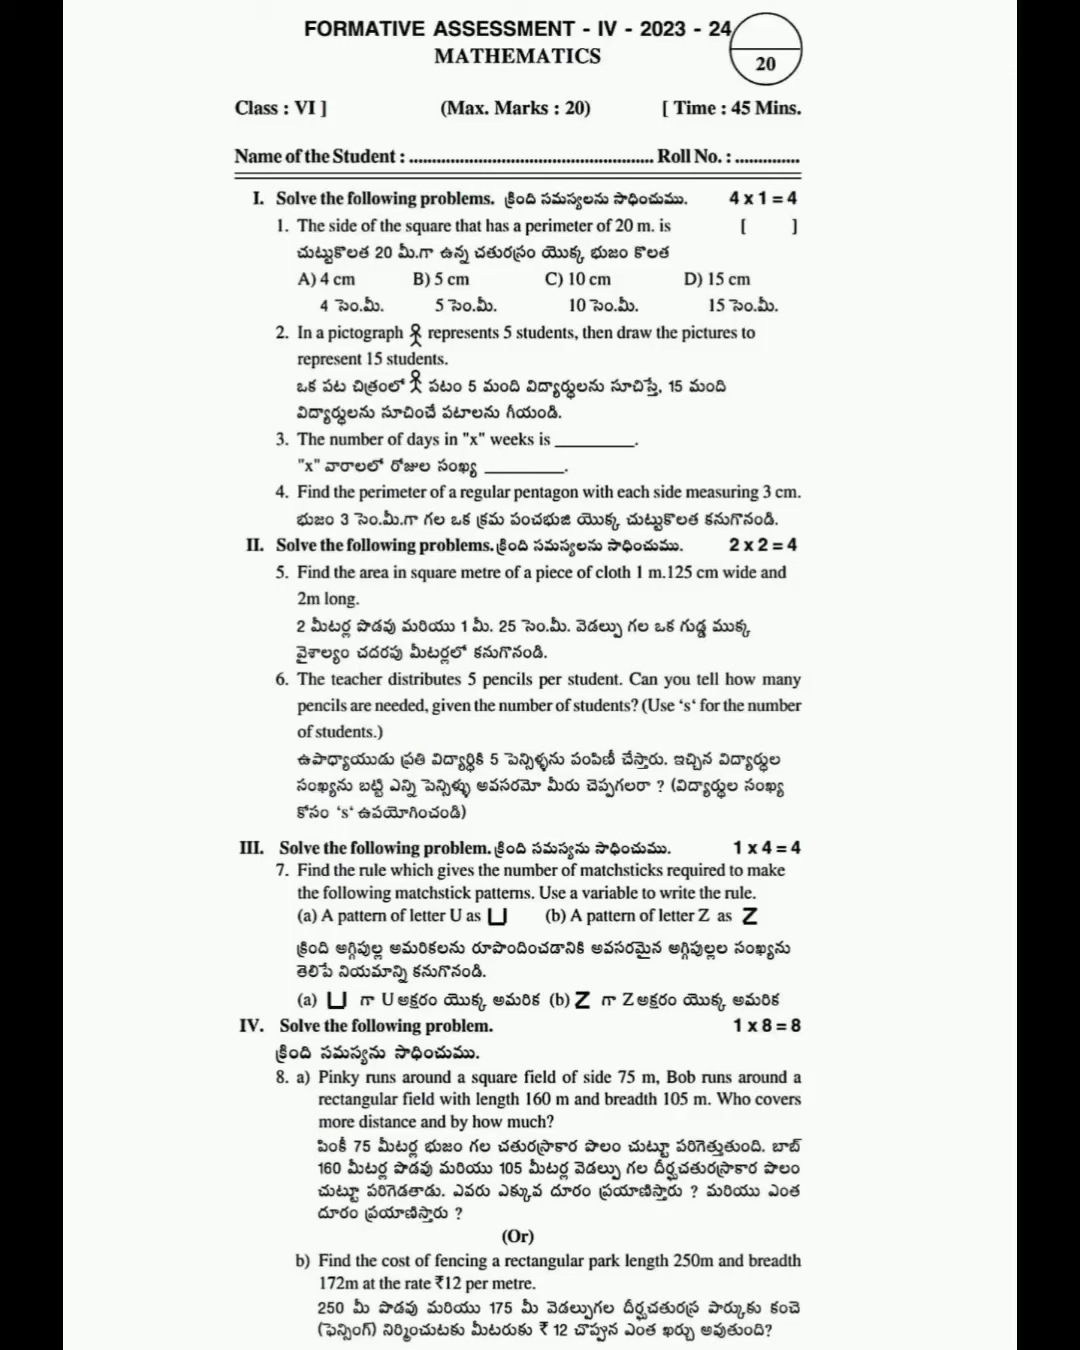 FORMATIVE ASSESSMENT - IV - 2023 - 24
MATHEMATICS
20
Class : VI ] (Max. Marks : 20) [ Time : 45 Mins.
Name of the Student : ..................................................... Roll No. : ..............
I. Solve the following problems. క్రింది సమస్యలను సాధించుము. 4 x 1 = 4
1. The side of the square that has a perimeter of 20 m. is [ ]
చుట్టుకొలత 20 మీ.గా ఉన్న చతురస్రం యొక్క భుజం కొలత
A) 4 cm B) 5 cm C) 10 cm D) 15 cm
4 సెం.మీ. 5 సెం.మీ. 10 సెం.మీ. 15 సెం.మీ.
2. In a pictograph represents 5 students, then draw the pictures to
represent 15 students.
ఒక పట చిత్రంలో పటం 5 మంది విద్యార్థులను సూచిస్తే, 15 మంది
విద్యార్థులను సూచించే పటాలను గీయండి.
3. The number of days in "x" weeks is _________.
"x" వారాలలో రోజుల సంఖ్య _________.
4. Find the perimeter of a regular pentagon with each side measuring 3 cm.
భుజం 3 సెం.మీ.గా గల ఒక క్రమ పంచభుజి యొక్క చుట్టుకొలత కనుగొనండి.
II. Solve the following problems. క్రింది సమస్యలను సాధించుము. 2 x 2 = 4
5. Find the area in square metre of a piece of cloth 1 m.125 cm wide and
2m long.
2 మీటర్ల పొడవు మరియు 1 మీ. 25 సెం.మీ. వెడల్పు గల ఒక గుడ్డ ముక్క
వైశాల్యం చదరపు మీటర్లలో కనుగొనండి.
6. The teacher distributes 5 pencils per student. Can you tell how many
pencils are needed, given the number of students? (Use ‘s‘ for the number
of students.)
ఉపాధ్యాయుడు ప్రతి విద్యార్థికి 5 పెన్సిళ్ళను పంపిణీ చేస్తారు. ఇచ్చిన విద్యార్థుల
సంఖ్యను బట్టి ఎన్ని పెన్సిళ్ళు అవసరమో మీరు చెప్పగలరా ? (విద్యార్థుల సంఖ్య
కోసం ‘s‘ ఉపయోగించండి)
III. Solve the following problem. క్రింది సమస్యను సాధించుము. 1 x 4 = 4
7. Find the rule which gives the number of matchsticks required to make
the following matchstick patterns. Use a variable to write the rule.
(a) A pattern of letter U as U (b) A pattern of letter Z as Z
క్రింది అగ్గిపుల్ల అమరికలను రూపొందించడానికి అవసరమైన అగ్గిపుల్లల సంఖ్యను
తెలిపే నియమాన్ని కనుగొనండి.
(a) U గా U అక్షరం యొక్క అమరిక (b) Z గా Z అక్షరం యొక్క అమరిక
IV. Solve the following problem. 1 x 8 = 8
క్రింది సమస్యను సాధించుము.
8. a) Pinky runs around a square field of side 75 m, Bob runs around a
rectangular field with length 160 m and breadth 105 m. Who covers
more distance and by how much?
పింకీ 75 మీటర్ల భుజం గల చతురస్రాకార పొలం చుట్టూ పరిగెత్తుతుంది. బాబ్
160 మీటర్ల పొడవు మరియు 105 మీటర్ల వెడల్పు గల దీర్ఘచతురస్రాకార పొలం
చుట్టూ పరిగెడతాడు. ఎవరు ఎక్కువ దూరం ప్రయాణిస్తారు ? మరియు ఎంత
దూరం ప్రయాణిస్తారు ?
(Or)
b) Find the cost of fencing a rectangular park length 250m and breadth
172m at the rate ₹12 per metre.
250 మీ పొడవు మరియు 175 మీ వెడల్పుగల దీర్ఘచతురస్ర పార్కుకు కంచె
(ఫెన్సింగ్) నిర్మించుటకు మీటరుకు ₹ 12 చొప్పున ఎంత ఖర్చు అవుతుంది?